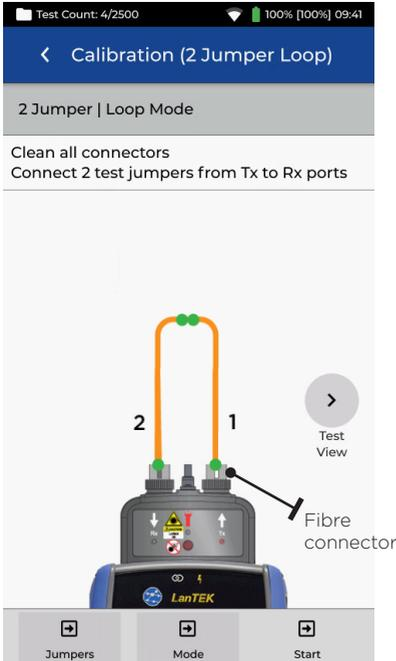 Test Count: 4/2500 100% [100%] 09:41
Calibration (2 Jumper Loop)
2 Jumper | Loop Mode
Clean all connectors
Connect 2 test jumpers from Tx to Rx ports
2 1
Test
View
Fibre
connector
Rx Tx
LanTEK
Jumpers Mode Start